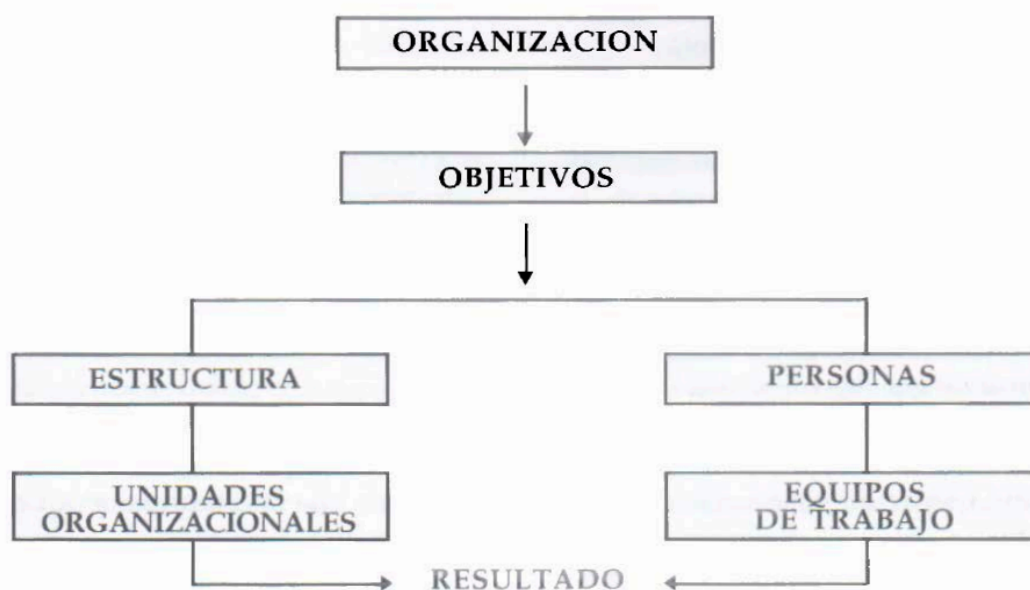 ORGANIZACION
OBJETIVOS
ESTRUCTURA
PERSONAS
UNIDADES
ORGANIZACIONALES
EQUIPOS
DE TRABAJO
RESULTADO